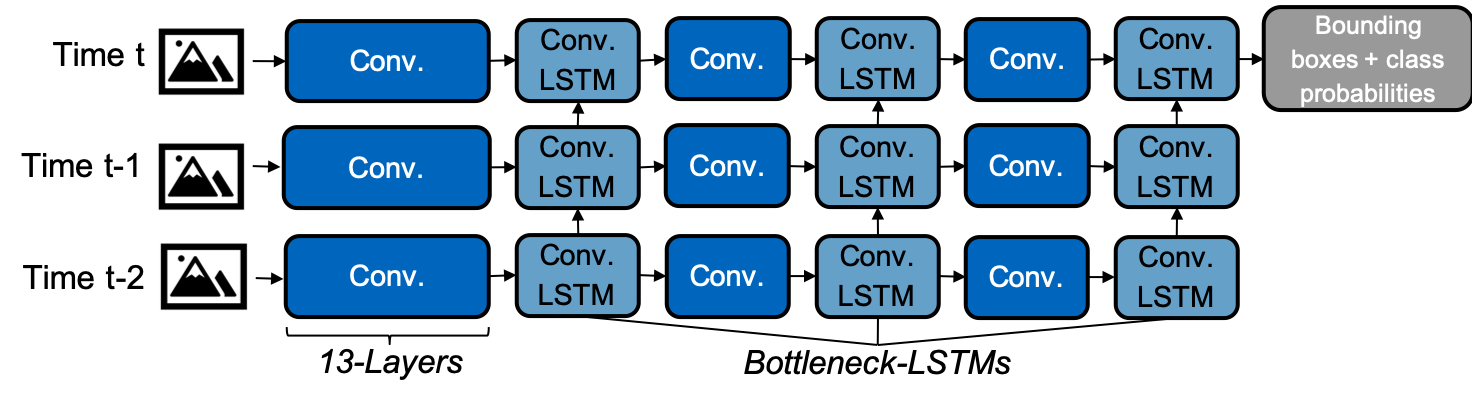 Time t
Conv.
Conv.
LSTM
Conv.
Conv.
LSTM
Conv.
Conv.
LSTM
Bounding
boxes + class
probabilities
Time t-1
Conv.
Conv.
LSTM
Conv.
Conv.
LSTM
Conv.
Conv.
LSTM
Time t-2
Conv.
Conv.
LSTM
Conv.
Conv.
LSTM
Conv.
Conv.
LSTM
13-Layers
Bottleneck-LSTMs